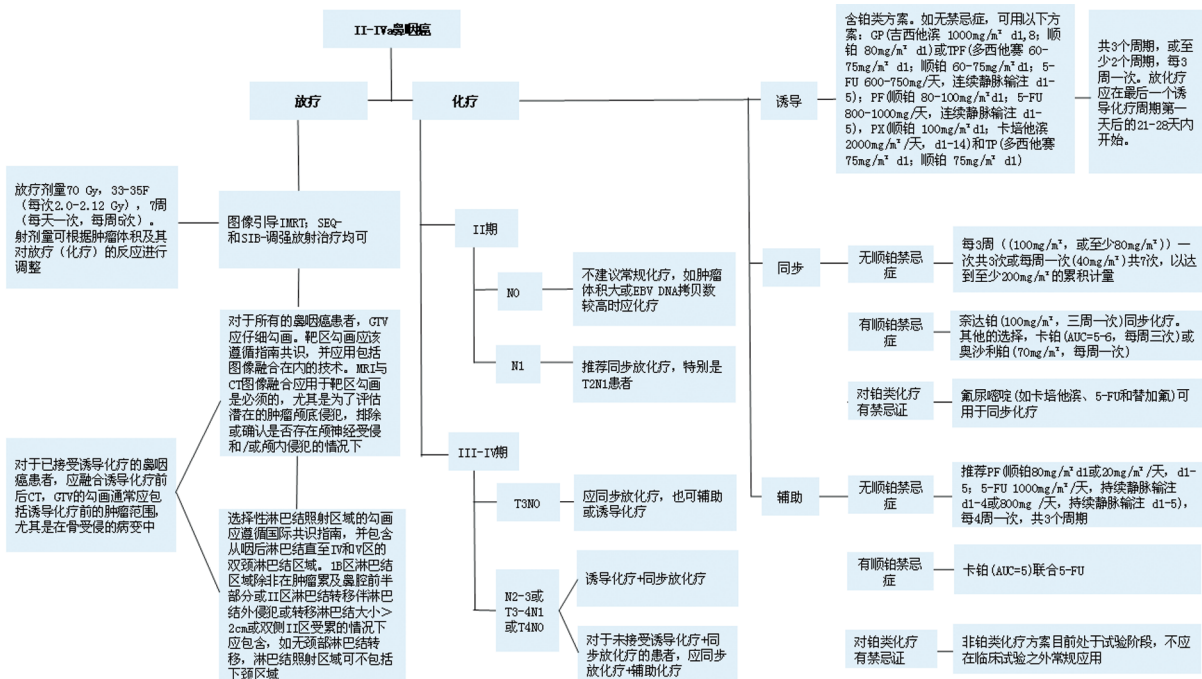 II-IVa鼻咽癌
放疗
化疗
图像引导IMRT；SEQ-
和SIB-调强放射治疗均可
放疗剂量70 Gy，33-35F
（每次2.0-2.12 Gy），7周
（每天一次，每周5次）。
射剂量可根据肿瘤体积及其
对放疗（化疗）的反应进行
调整
对于所有的鼻咽癌患者，GTV
应仔细勾画。靶区勾画应该
遵循指南共识，并应用包括
图像融合在内的技术。MRI与
CT图像融合应用于靶区勾画
是必须的，尤其是为了评估
潜在的肿瘤颅底侵犯，排除
或确认是否存在颅神经受侵
和/或颅内侵犯的情况下
对于已接受诱导化疗的鼻咽
癌患者，应融合诱导化疗前
后CT，GTV的勾画通常应包
括诱导化疗前的肿瘤范围，
尤其是在骨受侵的病变中
选择性淋巴结照射区域的勾画
应遵循国际共识指南，并包含
从咽后淋巴结直至IV和V区的
双颈淋巴结区域。1B区淋巴结
区域除非在肿瘤累及鼻腔前半
部分或II区淋巴结转移伴淋巴
结外侵犯或转移淋巴结大小＞
2cm或双侧II区受累的情况下
应包含，如无颈部淋巴结转
移，淋巴结照射区域可不包括
下颈区域
II期
N0
不建议常规化疗，如肿瘤
体积大或EBV DNA拷贝数
较高时应化疗
N1
推荐同步放化疗，特别是
T2N1患者
III-IV期
T3N0
应同步放化疗，也可辅助
或诱导化疗
N2-3或
T3-4N1
或T4N0
诱导化疗+同步放化疗
对于未接受诱导化疗+同
步放化疗的患者，应同步
放化疗+辅助化疗
诱导
含铂类方案。如无禁忌症，可用以下方
案：GP(吉西他滨 1000mg/m² d1,8；顺
铂 80mg/m² d1)或TPF(多西他赛 60-
75mg/m² d1；顺铂 60-75mg/m²d1；5-
FU 600-750mg/天，连续静脉输注 d1-
5)；PF(顺铂 80-100mg/m²d1；5-FU
800-1000mg/天，连续静脉输注 d1-
5)，PX(顺铂 100mg/m²d1；卡培他滨
2000mg/m²/天，d1-14)和TP(多西他赛
75mg/m² d1；顺铂 75mg/m² d1)
共3个周期，或至
少2个周期，每3
周一次。放化疗
应在最后一个诱
导化疗周期第一
天后的21-28天内
开始。
同步
无顺铂禁忌
症
每3周（(100mg/m²，或至少80mg/m²)）一
次共3次或每周一次(40mg/m²)共7次，以达
到至少200mg/m²的累积计量
有顺铂禁忌
症
奈达铂(100mg/m²，三周一次)同步化疗。
其他的选择，卡铂(AUC=5-6，每周三次)或
奥沙利铂(70mg/m²，每周一次)
对铂类化疗
有禁忌证
氟尿嘧啶(如卡培他滨、5-FU和替加氟)可
用于同步化疗
辅助
无顺铂禁忌
症
推荐PF(顺铂80mg/m²d1或20mg/m²/天，d1-
5；5-FU 1000mg/m²/天，持续静脉输注
d1-4或800mg /天，持续静脉输注 d1-5)，
每4周一次，共3个周期
有顺铂禁忌
症
卡铂(AUC=5)联合5-FU
对铂类化疗
有禁忌证
非铂类化疗方案目前处于试验阶段，不应
在临床试验之外常规应用